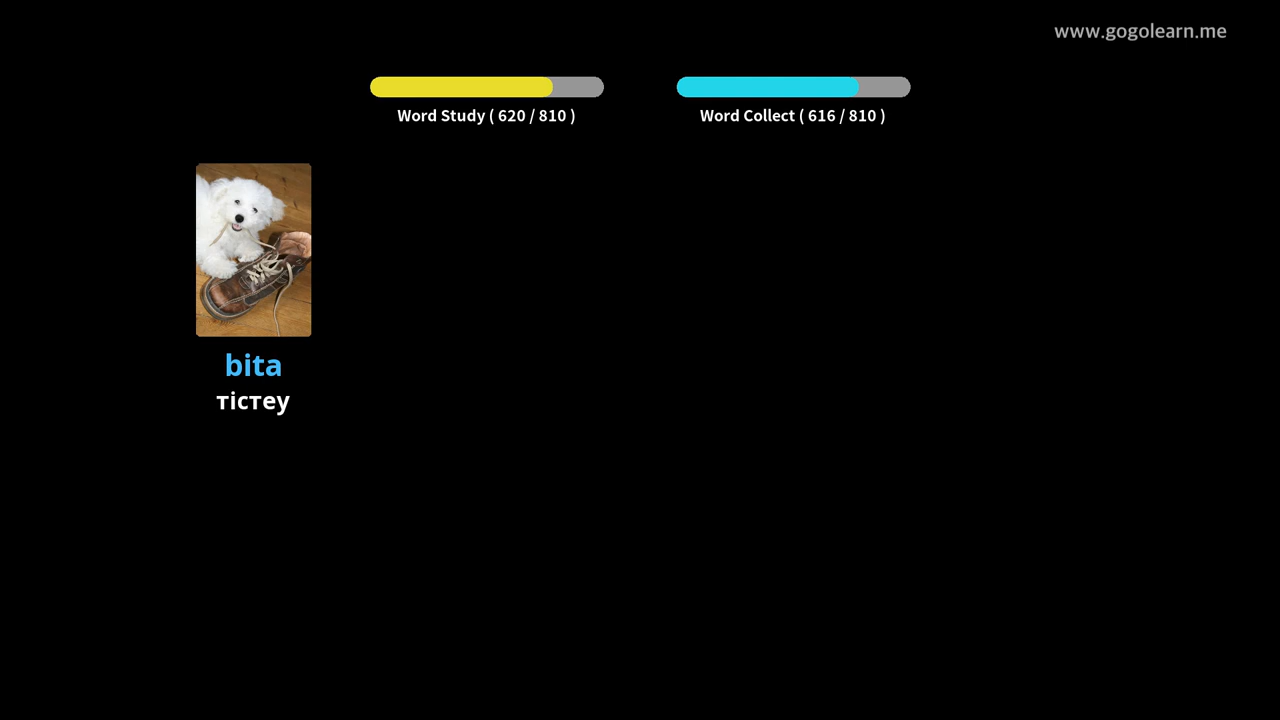 www.gogolearn.me
Word Study ( 620 / 810 )
Word Collect ( 616 / 810 )
bita
тістеу